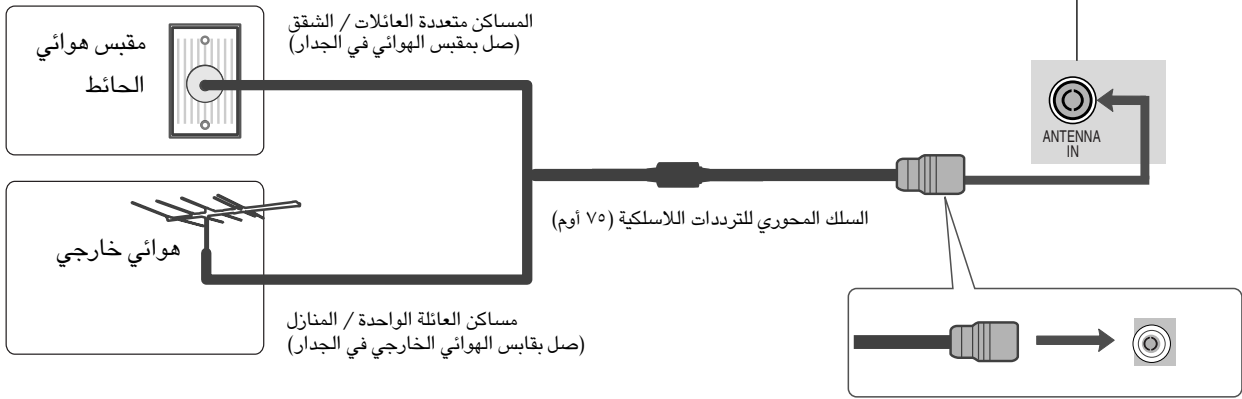 المساكن متعددة العائلات / الشقق
(صل بمقبس الهوائي في الجدار)
مقبس هوائي
الحائط
ANTENNA
IN
السلك المحوري للترددات اللاسلكية (٧٥ أوم)
هوائي خارجي
مساكن العائلة الواحدة / المنازل
(صل بقابس الهوائي الخارجي في الجدار)